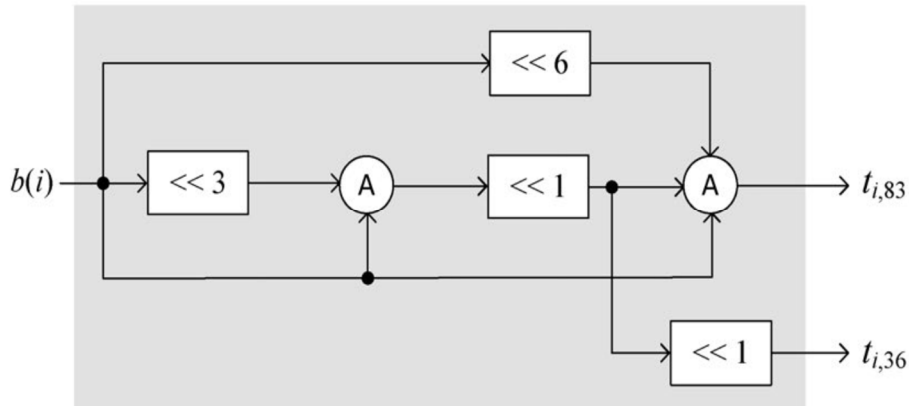 << 6
b(i)
<< 3
A
<< 1
A
t_{i,83}
<< 1
t_{i,36}